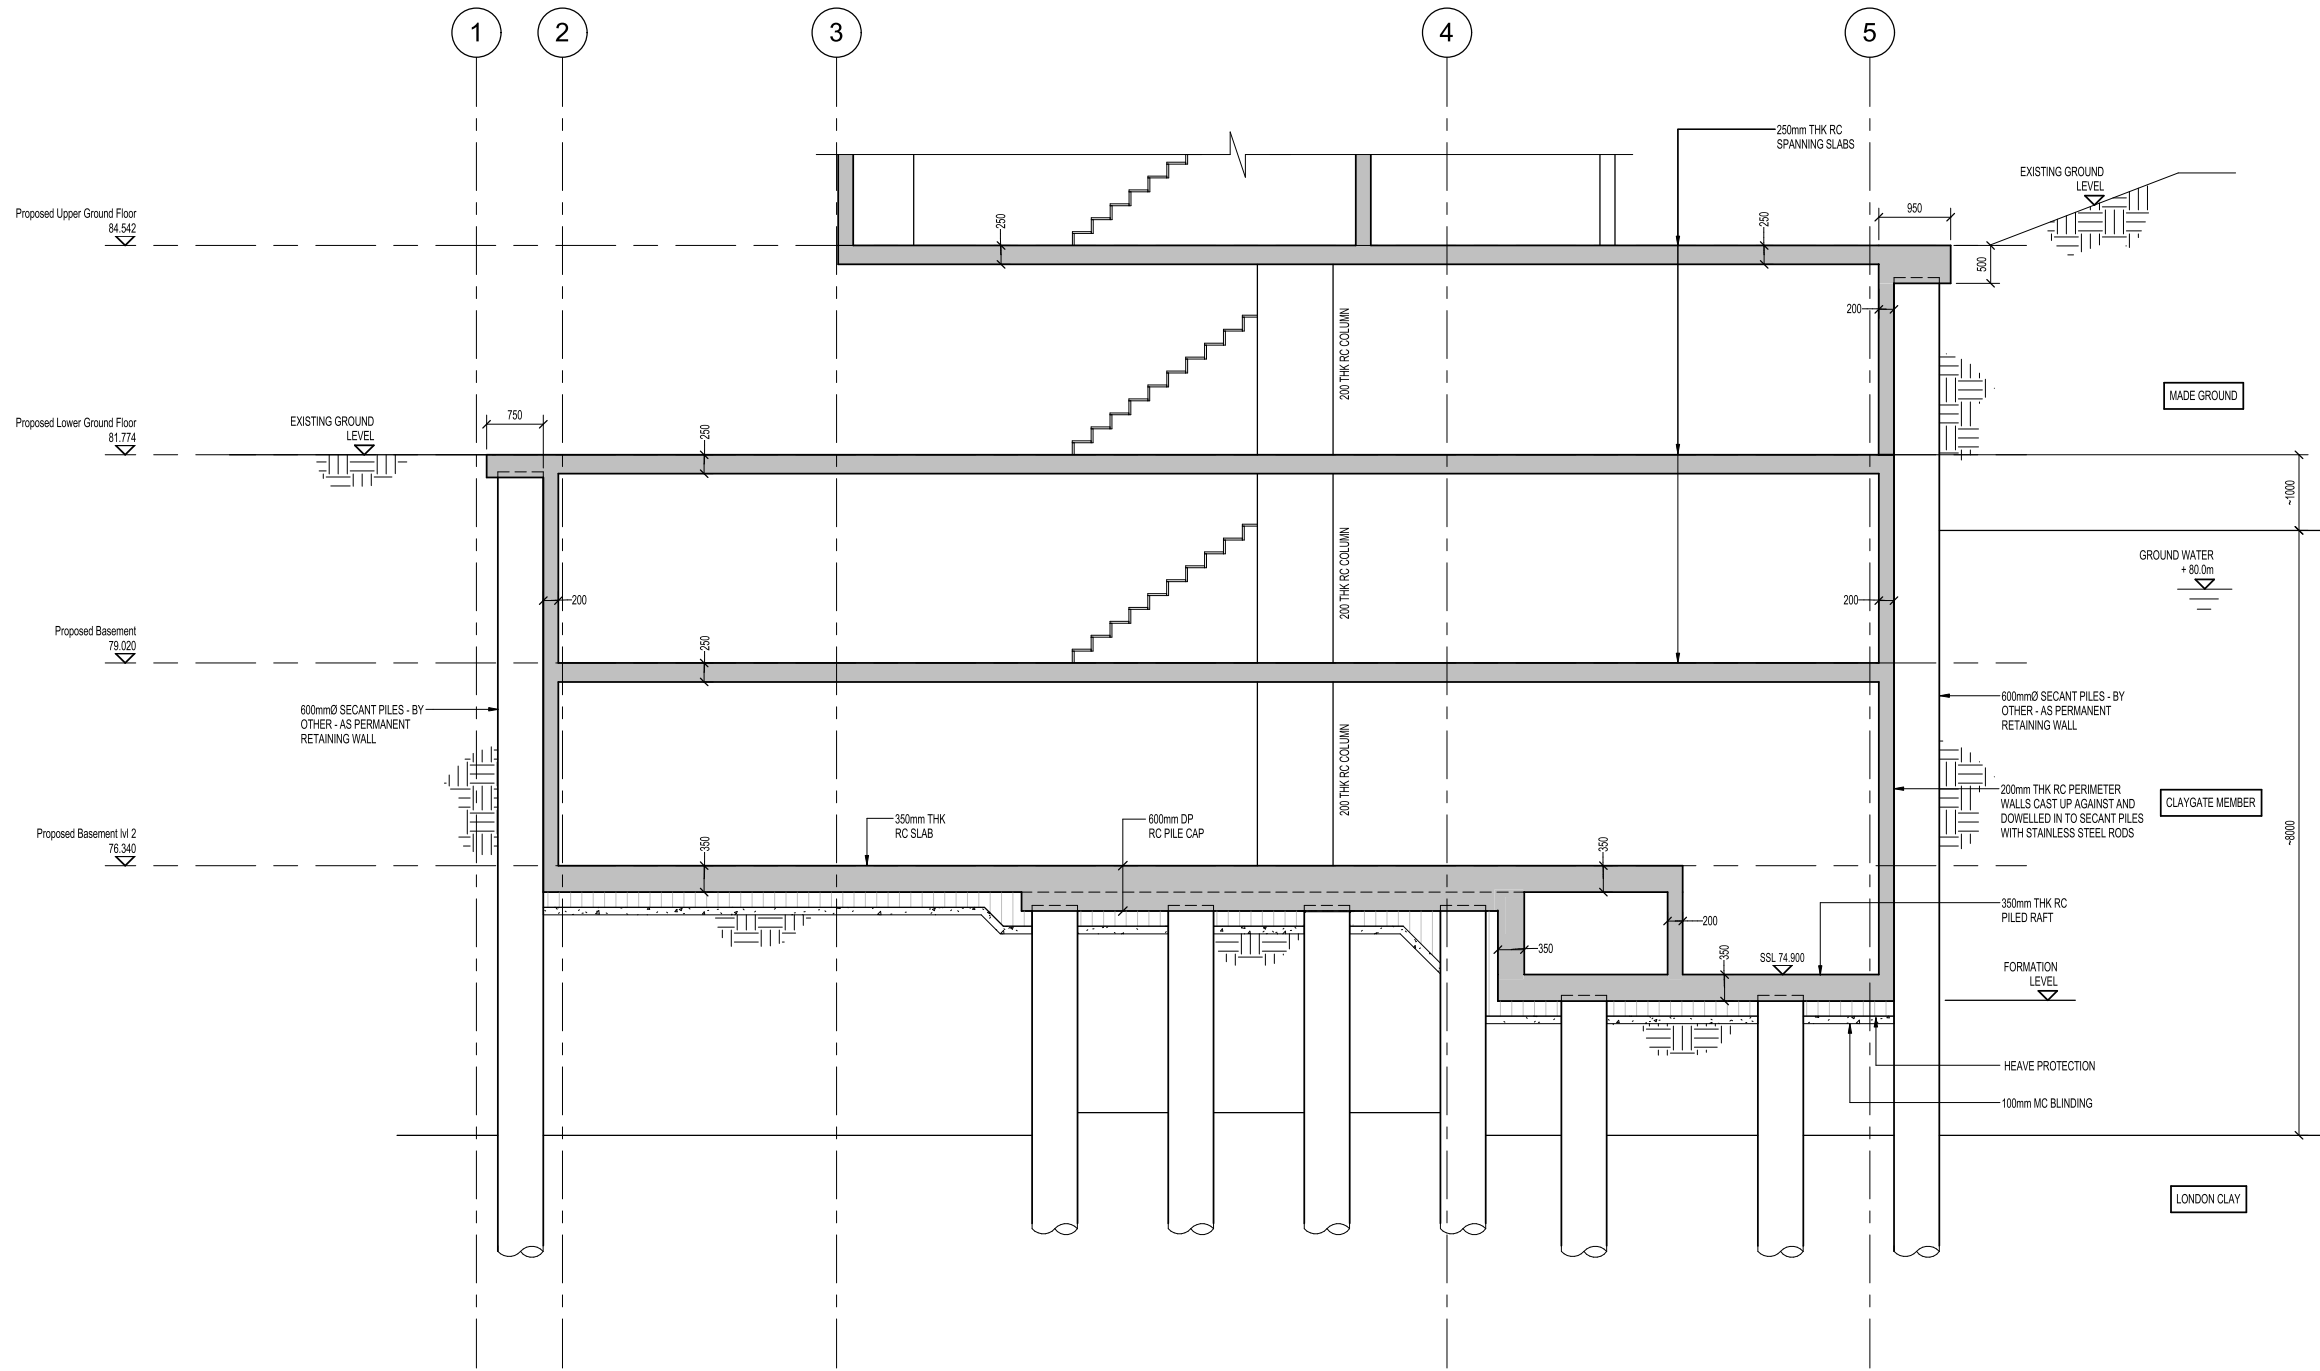 1
2
3
4
5
250mm THK RC
SPANNING SLABS
EXISTING GROUND
LEVEL
950
Proposed Upper Ground Floor
84.542
250
250
500
200
200 THK RC COLUMN
MADE GROUND
Proposed Lower Ground Floor
81.774
EXISTING GROUND
LEVEL
750
250
~1000
GROUND WATER
+ 80.0m
200
200 THK RC COLUMN
200
Proposed Basement
79.020
250
600mmØ SECANT PILES - BY
OTHER - AS PERMANENT
RETAINING WALL
600mmØ SECANT PILES - BY
OTHER - AS PERMANENT
RETAINING WALL
200 THK RC COLUMN
200mm THK RC PERIMETER
WALLS CAST UP AGAINST AND
DOWELLED IN TO SECANT PILES
WITH STAINLESS STEEL RODS
CLAYGATE MEMBER
~8000
Proposed Basement lvl 2
76.340
350mm THK
RC SLAB
600mm DP
RC PILE CAP
350
350
350mm THK RC
PILED RAFT
200
350
350
SSL 74.900
FORMATION
LEVEL
HEAVE PROTECTION
100mm MC BLINDING
LONDON CLAY